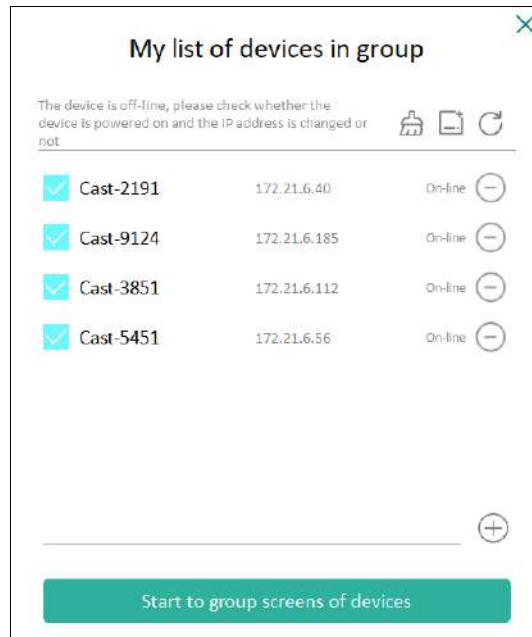 My list of devices in group
The device is off-line, please check whether the
device is powered on and the IP address is changed or
not
Cast-2191 172.21.6.40 On-line
Cast-9124 172.21.6.185 On-line
Cast-3851 172.21.6.112 On-line
Cast-5451 172.21.6.56 On-line
Start to group screens of devices